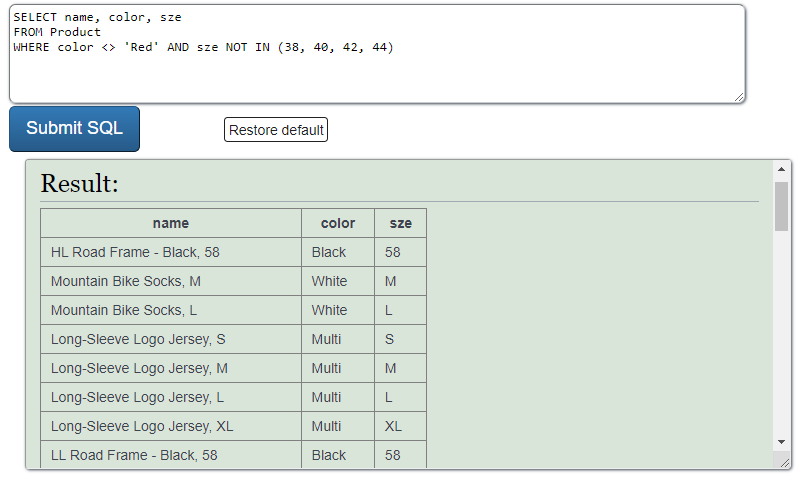 SELECT name, color, sze
FROM Product
WHERE color <> 'Red' AND sze NOT IN (38, 40, 42, 44)
Submit SQL
Restore default
Result:
name color sze
HL Road Frame - Black, 58 Black 58
Mountain Bike Socks, M White M
Mountain Bike Socks, L White L
Long-Sleeve Logo Jersey, S Multi S
Long-Sleeve Logo Jersey, M Multi M
Long-Sleeve Logo Jersey, L Multi L
Long-Sleeve Logo Jersey, XL Multi XL
LL Road Frame - Black, 58 Black 58